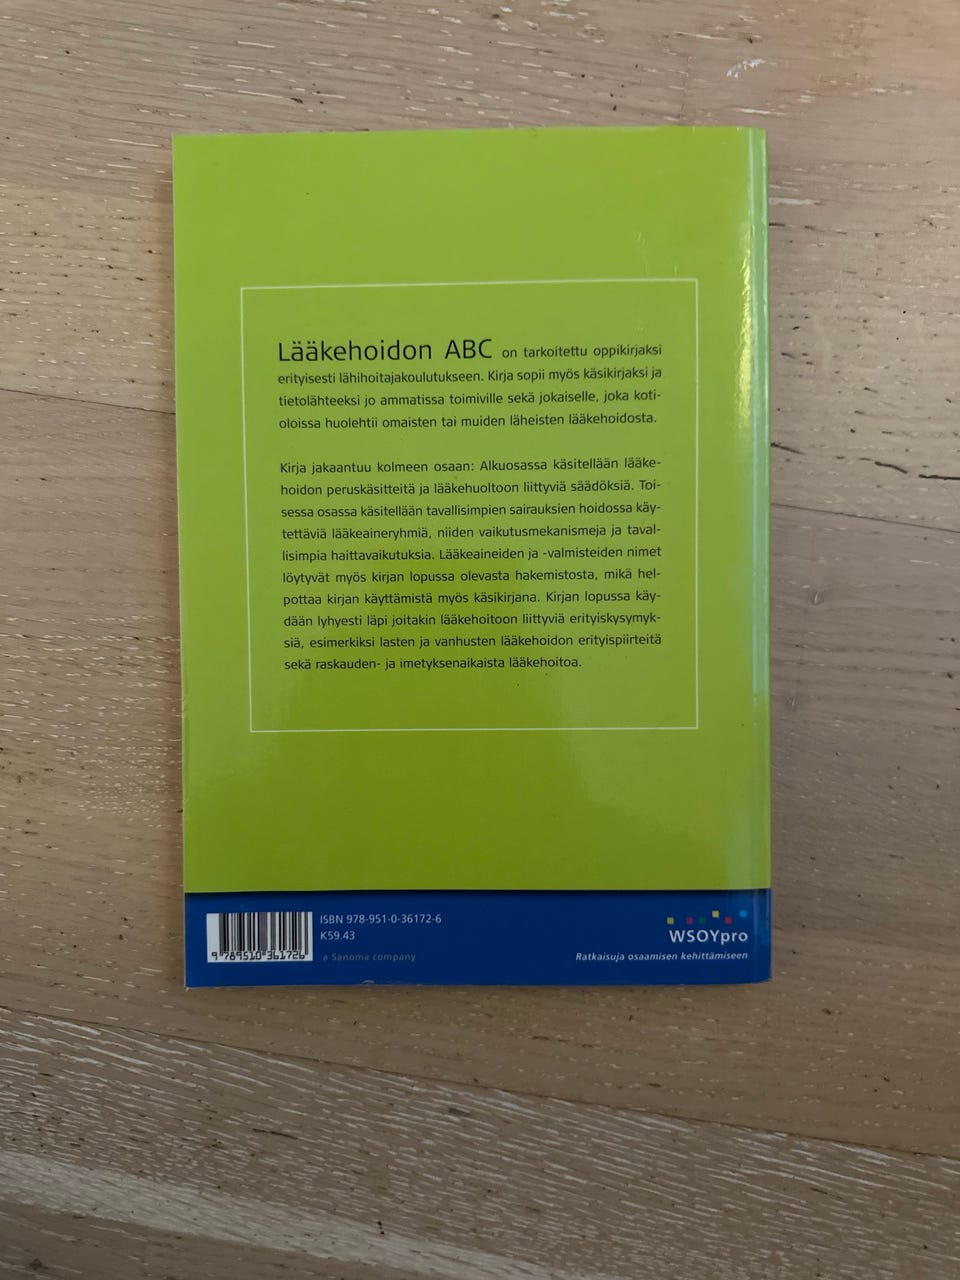 Lääkehoidon ABC on tarkoitettu oppikirjaksi
erityisesti lähihoitajakoulutukseen. Kirja sopii myös käsikirjaksi ja
tietolähteeksi jo ammatissa toimiville sekä jokaiselle, joka koti-
oloissa huolehtii omaisten tai muiden läheisten lääkehoidosta.
Kirja jakaantuu kolmeen osaan: Alkuosassa käsitellään lääke-
hoidon peruskäsitteitä ja lääkehuoltoon liittyviä säädöksiä. Toi-
sessa osassa käsitellään tavallisimpien sairauksien hoidossa käy-
tettäviä lääkeaineryhmiä, niiden vaikutusmekanismeja ja taval-
lisimpia haittavaikutuksia. Lääkeaineiden ja -valmisteiden nimet
löytyvät myös kirjan lopussa olevasta hakemistosta, mikä hel-
pottaa kirjan käyttämistä myös käsikirjana. Kirjan lopussa käy-
dään lyhyesti läpi joitakin lääkehoitoon liittyviä erityiskysymyk-
siä, esimerkiksi lasten ja vanhusten lääkehoidon erityispiirteitä
sekä raskauden- ja imetyksenaikaista lääkehoitoa.
ISBN 978-951-0-36172-6
K59.43
9 789510 361726
a Sanoma company
WSOYpro
Ratkaisuja osaamisen kehittämiseen